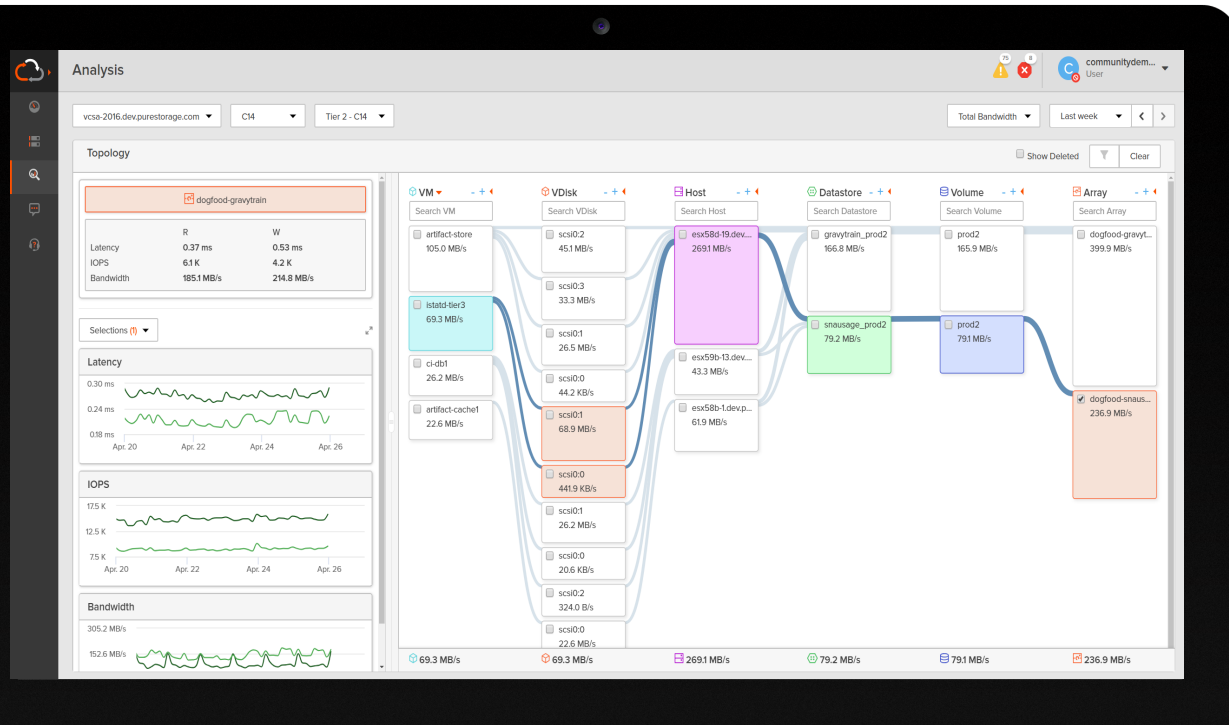 Analysis
75
8
C
communitydem...
User
vcsa-2016.dev.purestorage.com
C14
Tier 2 - C14
Total Bandwidth
Last week
Topology
Show Deleted
Clear
dogfood-gravytrain
R W
Latency 0.37 ms 0.53 ms
IOPS 6.1 K 4.2 K
Bandwidth 185.1 MB/s 214.8 MB/s
Selections (1)
Latency
0.30 ms
0.24 ms
0.18 ms
Apr. 20 Apr. 22 Apr. 24 Apr. 26
IOPS
17.5 K
12.5 K
7.5 K
Apr. 20 Apr. 22 Apr. 24 Apr. 26
Bandwidth
305.2 MB/s
152.6 MB/s
VM - +
Search VM
artifact-store
105.0 MB/s
istatd-tier3
69.3 MB/s
ci-db1
26.2 MB/s
artifact-cache1
22.6 MB/s
69.3 MB/s
VDisk - +
Search VDisk
scsi0:2
45.1 MB/s
scsi0:3
33.3 MB/s
scsi0:1
26.5 MB/s
scsi0:0
44.2 KB/s
scsi0:1
68.9 MB/s
scsi0:0
441.9 KB/s
scsi0:1
26.2 MB/s
scsi0:0
20.6 KB/s
scsi0:2
324.0 B/s
scsi0:0
22.6 MB/s
69.3 MB/s
Host - +
Search Host
esx58d-19.dev....
269.1 MB/s
esx59b-13.dev....
43.3 MB/s
esx58b-1.dev.p...
61.9 MB/s
269.1 MB/s
Datastore - +
Search Datastore
gravytrain_prod2
166.8 MB/s
snausage_prod2
79.2 MB/s
79.2 MB/s
Volume - +
Search Volume
prod2
165.9 MB/s
prod2
79.1 MB/s
79.1 MB/s
Array - +
Search Array
dogfood-gravyt...
399.9 MB/s
dogfood-snaus...
236.9 MB/s
236.9 MB/s